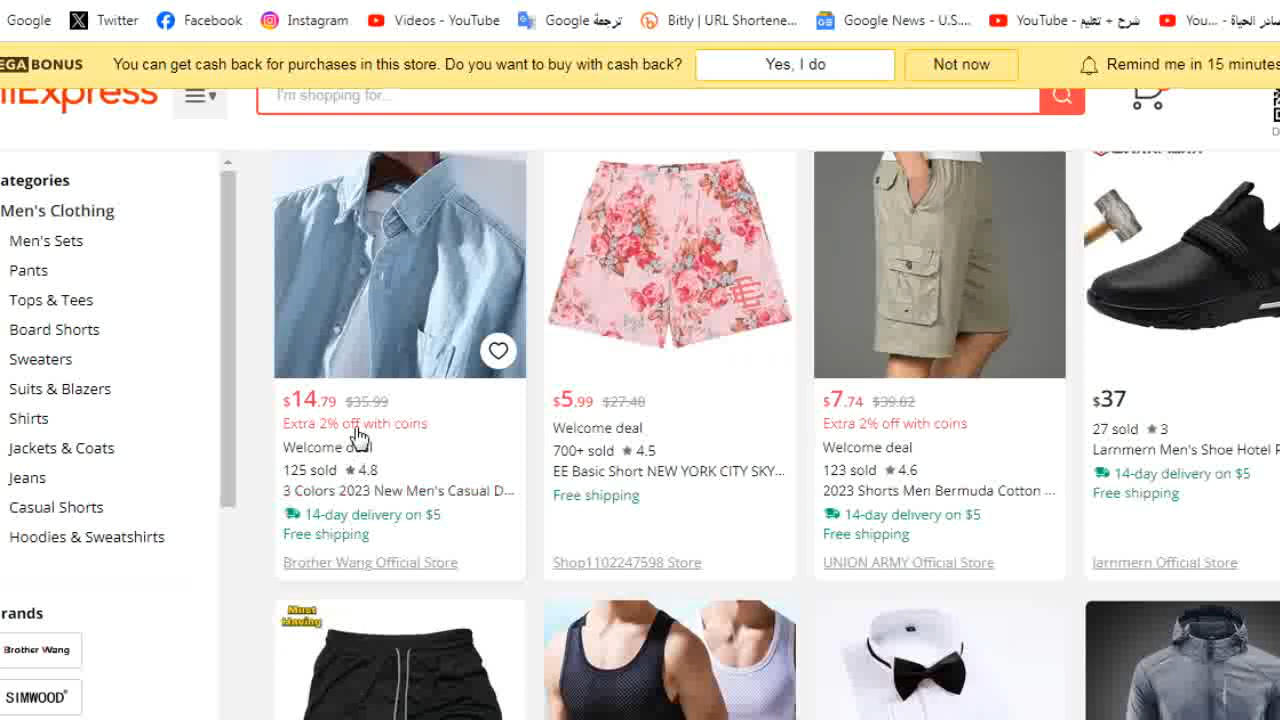 Google Twitter Facebook Instagram Videos - YouTube Google ترجمة Bitly | URL Shortene... Google News - U.S.... YouTube - شرح + تعليم You... - صائر الحياة
EGA BONUS You can get cash back for purchases in this store. Do you want to buy with cash back? Yes, I do Not now Remind me in 15 minutes
liExpress I'm shopping for...
ategories
Men's Clothing
Men's Sets
Pants
Tops & Tees
Board Shorts
Sweaters
Suits & Blazers
Shirts
Jackets & Coats
Jeans
Casual Shorts
Hoodies & Sweatshirts
rands
Brother Wang
SIMWOOD®
$14.79 $35.99
Extra 2% off with coins
Welcome deal
125 sold ★ 4.8
3 Colors 2023 New Men's Casual D...
14-day delivery on $5
Free shipping
Brother Wang Official Store
$5.99 $27.48
Welcome deal
700+ sold ★ 4.5
EE Basic Short NEW YORK CITY SKY...
Free shipping
Shop1102247598 Store
$7.74 $39.82
Extra 2% off with coins
Welcome deal
123 sold ★ 4.6
2023 Shorts Men Bermuda Cotton ...
14-day delivery on $5
Free shipping
UNION ARMY Official Store
$37
27 sold ★ 3
Larnmern Men's Shoe Hotel
14-day delivery on $5
Free shipping
larnmern Official Store
Must
Having